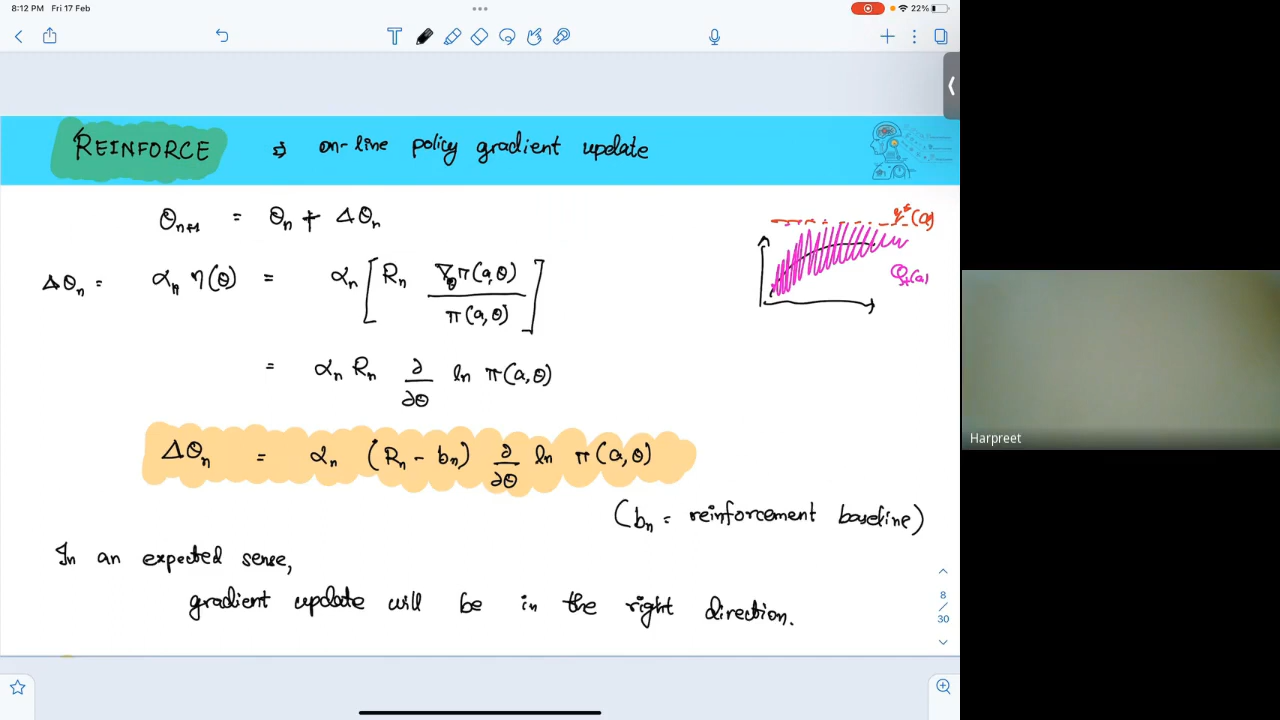 8:12 PM Fri 17 Feb
22%
REINFORCE ⇒ on-line policy gradient update
θₙ₊₁ = θₙ + Δθₙ
q*(a)
Δθₙ = αₙ η(θ) = αₙ [ Rₙ ∇_θ π(a,θ) / π(a,θ) ]
Qₜ(a)
= αₙ Rₙ ∂/∂θ ln π(a,θ)
Δθₙ = αₙ (Rₙ - bₙ) ∂/∂θ ln π(a,θ)
(bₙ = reinforcement baseline)
In an expected sense,
gradient update will be in the right direction.
8
/
30
Harpreet